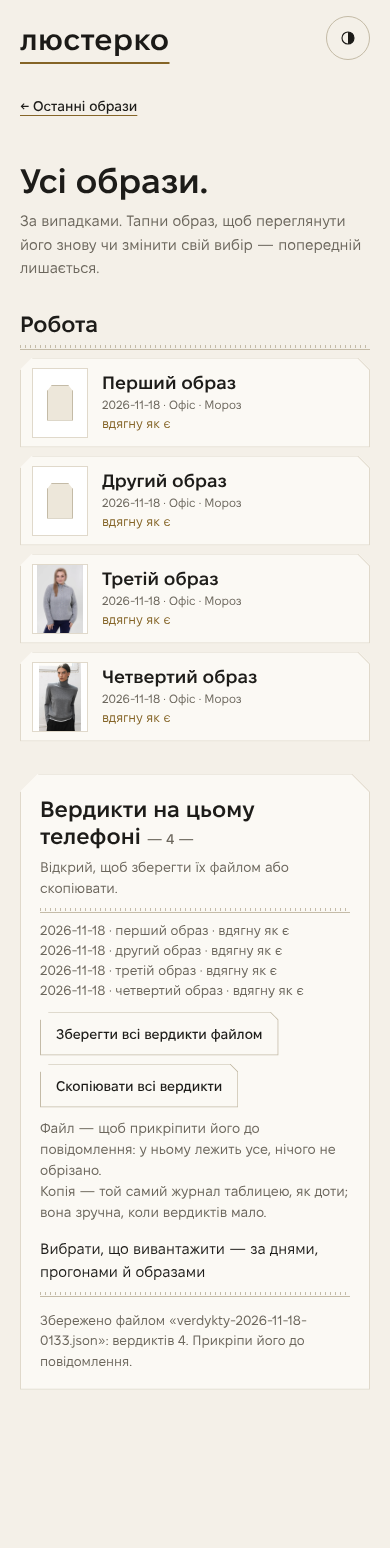 люстерко
← Останні образи
Усі образи.
За випадками. Тапни образ, щоб переглянути
його знову чи змінити свій вибір — попередній
лишається.
Робота
Перший образ
2026-11-18 · Офіс · Мороз
вдягну як є
Другий образ
2026-11-18 · Офіс · Мороз
вдягну як є
Третій образ
2026-11-18 · Офіс · Мороз
вдягну як є
Четвертий образ
2026-11-18 · Офіс · Мороз
вдягну як є
Вердикти на цьому
телефоні — 4 —
Відкрий, щоб зберегти їх файлом або
скопіювати.
2026-11-18 · перший образ · вдягну як є
2026-11-18 · другий образ · вдягну як є
2026-11-18 · третій образ · вдягну як є
2026-11-18 · четвертий образ · вдягну як є
Зберегти всі вердикти файлом
Скопіювати всі вердикти
Файл — щоб прикріпити його до
повідомлення: у ньому лежить усе, нічого не
обрізано.
Копія — той самий журнал таблицею, як доти;
вона зручна, коли вердиктів мало.
Вибрати, що вивантажити — за днями,
прогонами й образами
Збережено файлом «verdykty-2026-11-18-
0133.json»: вердиктів 4. Прикріпи його до
повідомлення.